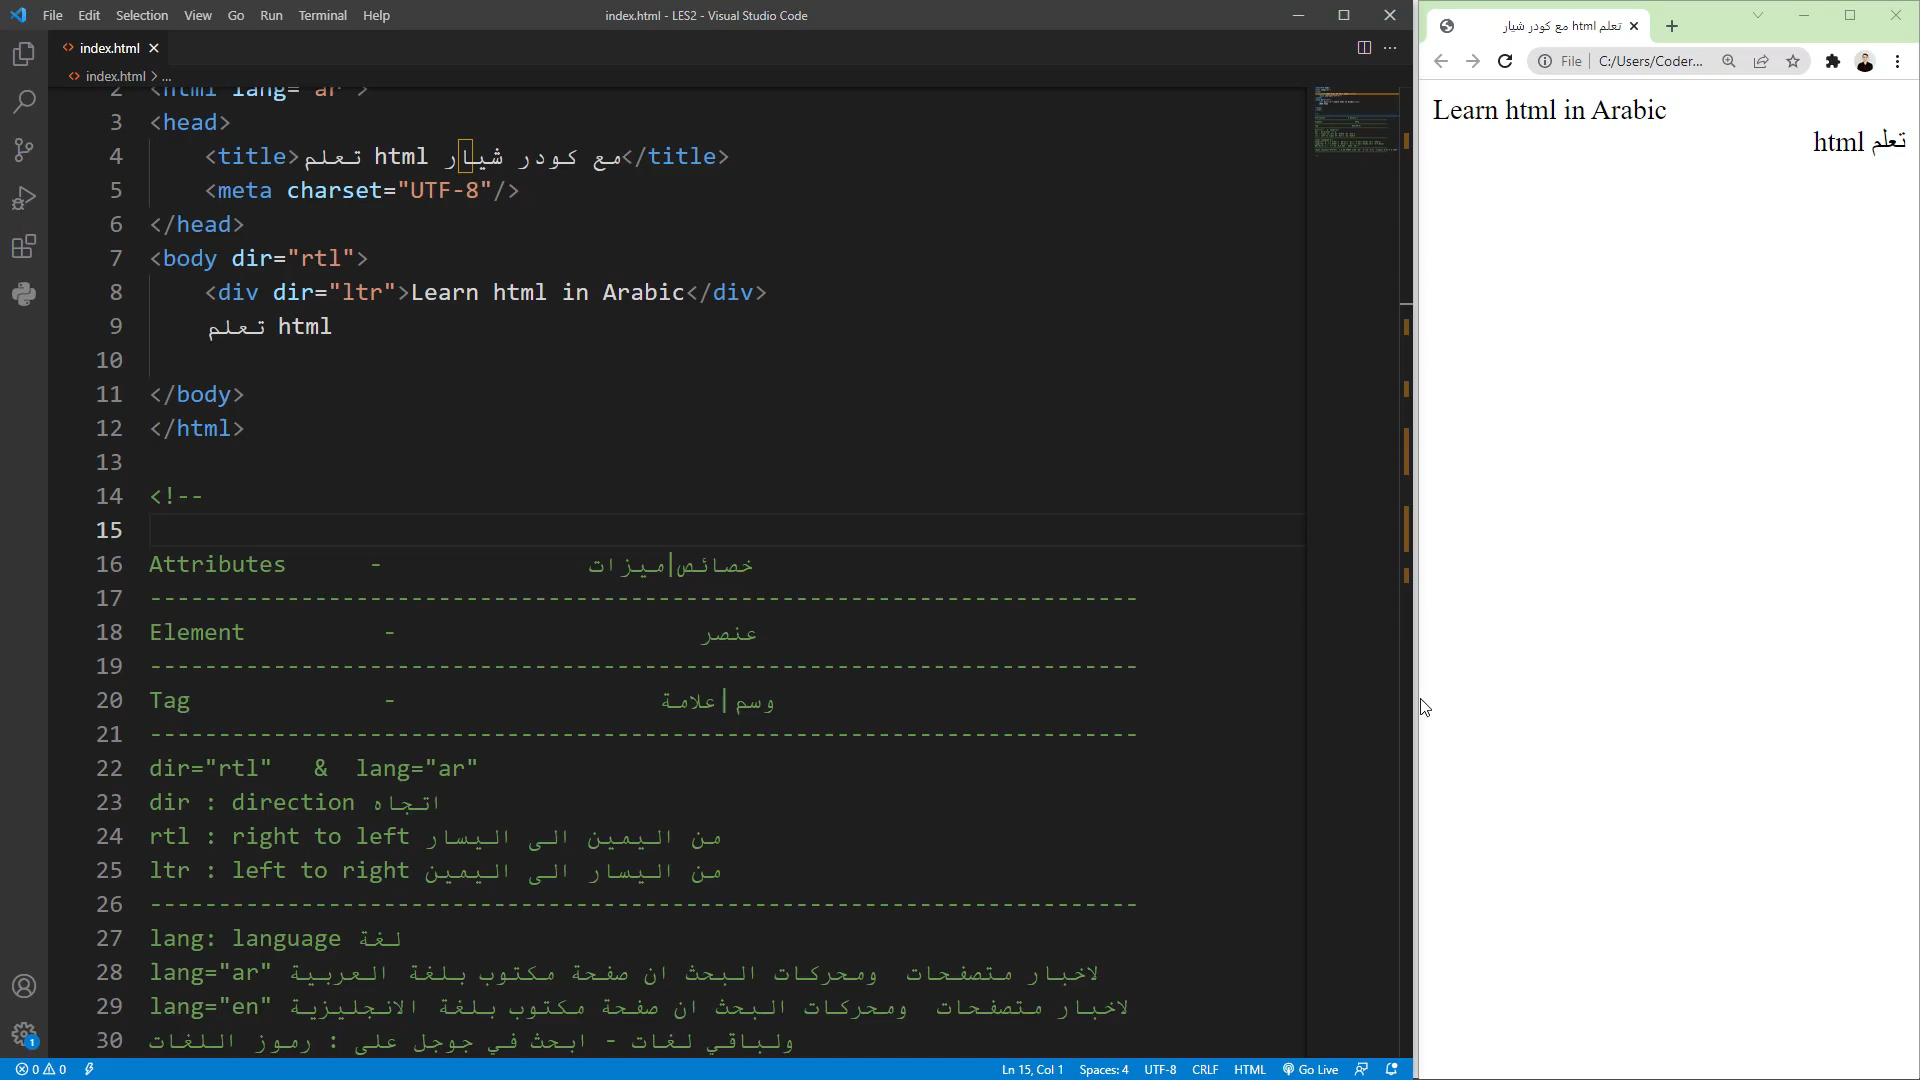 File Edit Selection View Go Run Terminal Help
index.html - LES2 - Visual Studio Code
index.html
index.html > ...
2 <html lang="ar">
3 <head>
4 <title>تعلم html مع كودر شيار</title>
5 <meta charset="UTF-8"/>
6 </head>
7 <body dir="rtl">
8 <div dir="ltr">Learn html in Arabic</div>
9 تعلم html
10
11 </body>
12 </html>
13
14 <!--
15
16 Attributes - خصائص|ميزات
17 ------------------------------------------------------------------------
18 Element - عنصر
19 ------------------------------------------------------------------------
20 Tag - وسم|علامة
21 ------------------------------------------------------------------------
22 dir="rtl" & lang="ar"
23 dir : direction اتجاه
24 rtl : right to left من اليمين الى اليسار
25 ltr : left to right من اليسار الى اليمين
26 ------------------------------------------------------------------------
27 lang: language لغة
28 lang="ar" لاخبار متصفحات ومحركات البحث ان صفحة مكتوب بلغة العربية
29 lang="en" لاخبار متصفحات ومحركات البحث ان صفحة مكتوب بلغة الانجليزية
30 ولباقي لغات - ابحث في جوجل على : رموز اللغات
0 0
Ln 15, Col 1 Spaces: 4 UTF-8 CRLF HTML Go Live
1
تعلم html مع كودر شيار
File C:/Users/Coder...
Learn html in Arabic
تعلم html